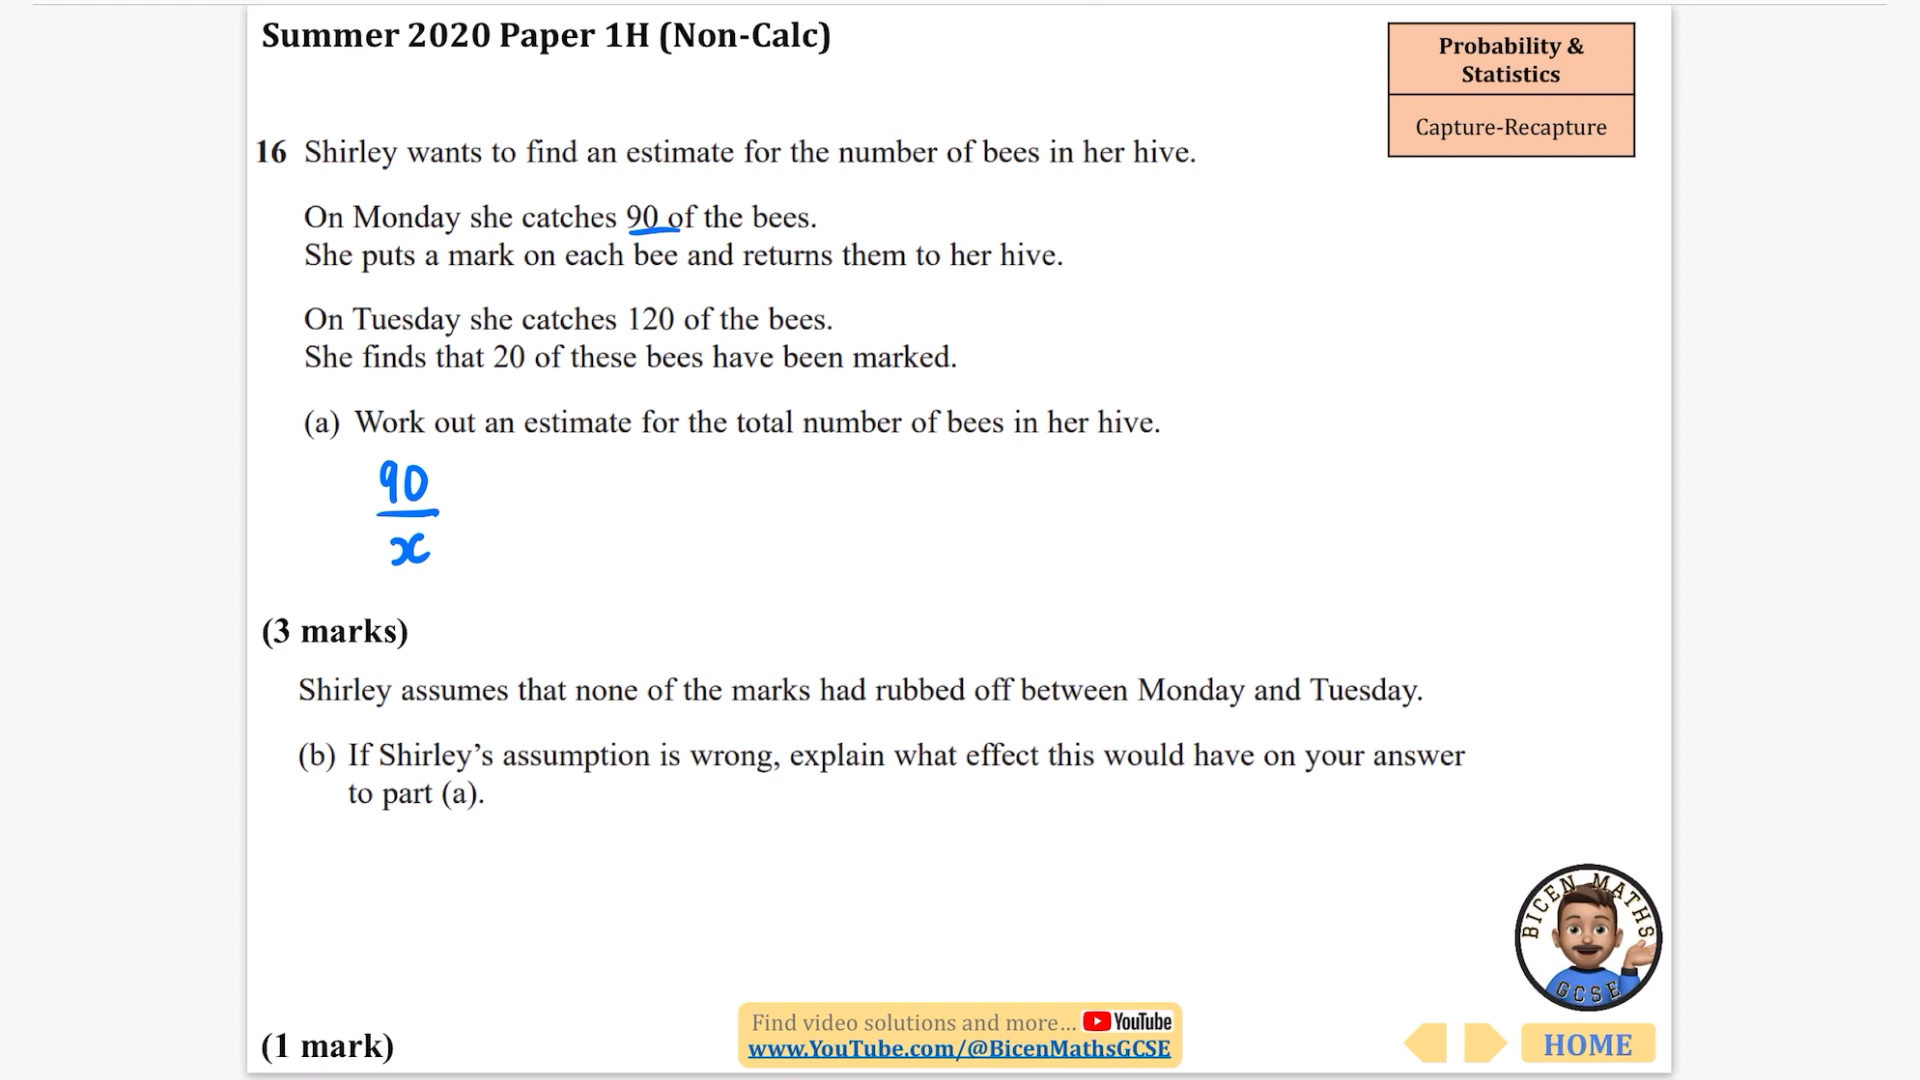 Summer 2020 Paper 1H (Non-Calc)
Probability &
Statistics
Capture-Recapture
16 Shirley wants to find an estimate for the number of bees in her hive.
On Monday she catches 90 of the bees.
She puts a mark on each bee and returns them to her hive.
On Tuesday she catches 120 of the bees.
She finds that 20 of these bees have been marked.
(a) Work out an estimate for the total number of bees in her hive.
90
x
(3 marks)
Shirley assumes that none of the marks had rubbed off between Monday and Tuesday.
(b) If Shirley’s assumption is wrong, explain what effect this would have on your answer
to part (a).
BICEN MATHS
GCSE
(1 mark)
Find video solutions and more... YouTube
www.YouTube.com/@BicenMathsGCSE
HOME